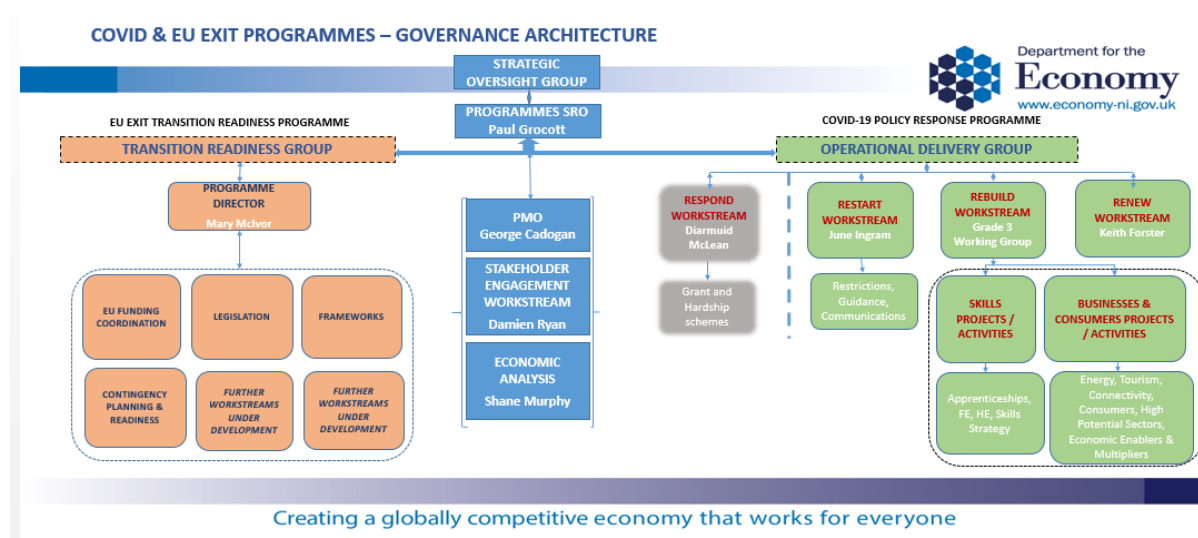 COVID & EU EXIT PROGRAMMES – GOVERNANCE ARCHITECTURE
Department for the
Economy
www.economy-ni.gov.uk
STRATEGIC
OVERSIGHT GROUP
PROGRAMMES SRO
Paul Grocott
EU EXIT TRANSITION READINESS PROGRAMME
TRANSITION READINESS GROUP
COVID-19 POLICY RESPONSE PROGRAMME
OPERATIONAL DELIVERY GROUP
PROGRAMME
DIRECTOR
Mary McIvor
EU FUNDING
COORDINATION
LEGISLATION
FRAMEWORKS
CONTINGENCY
PLANNING &
READINESS
FURTHER
WORKSTREAMS
UNDER
DEVELOPMENT
FURTHER
WORKSTREAMS
UNDER
DEVELOPMENT
PMO
George Cadogan
STAKEHOLDER
ENGAGEMENT
WORKSTREAM
Damien Ryan
ECONOMIC
ANALYSIS
Shane Murphy
RESPOND
WORKSTREAM
Diarmuid
McLean
Grant and
Hardship
schemes
RESTART
WORKSTREAM
June Ingram
Restrictions,
Guidance,
Communications
REBUILD
WORKSTREAM
Grade 3
Working Group
RENEW
WORKSTREAM
Keith Forster
SKILLS
PROJECTS /
ACTIVITIES
BUSINESSES &
CONSUMERS PROJECTS
/ ACTIVITIES
Apprenticeships,
FE, HE, Skills
Strategy
Energy, Tourism,
Connectivity,
Consumers, High
Potential Sectors,
Economic Enablers &
Multipliers
Creating a globally competitive economy that works for everyone